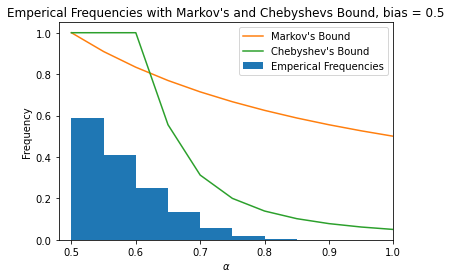 Emperical Frequencies with Markov's and Chebyshevs Bound, bias = 0.5
Markov's Bound
Chebyshev's Bound
Emperical Frequencies
Frequency
1.0
0.8
0.6
0.4
0.2
0.0
0.5
0.6
0.7
0.8
0.9
1.0
α